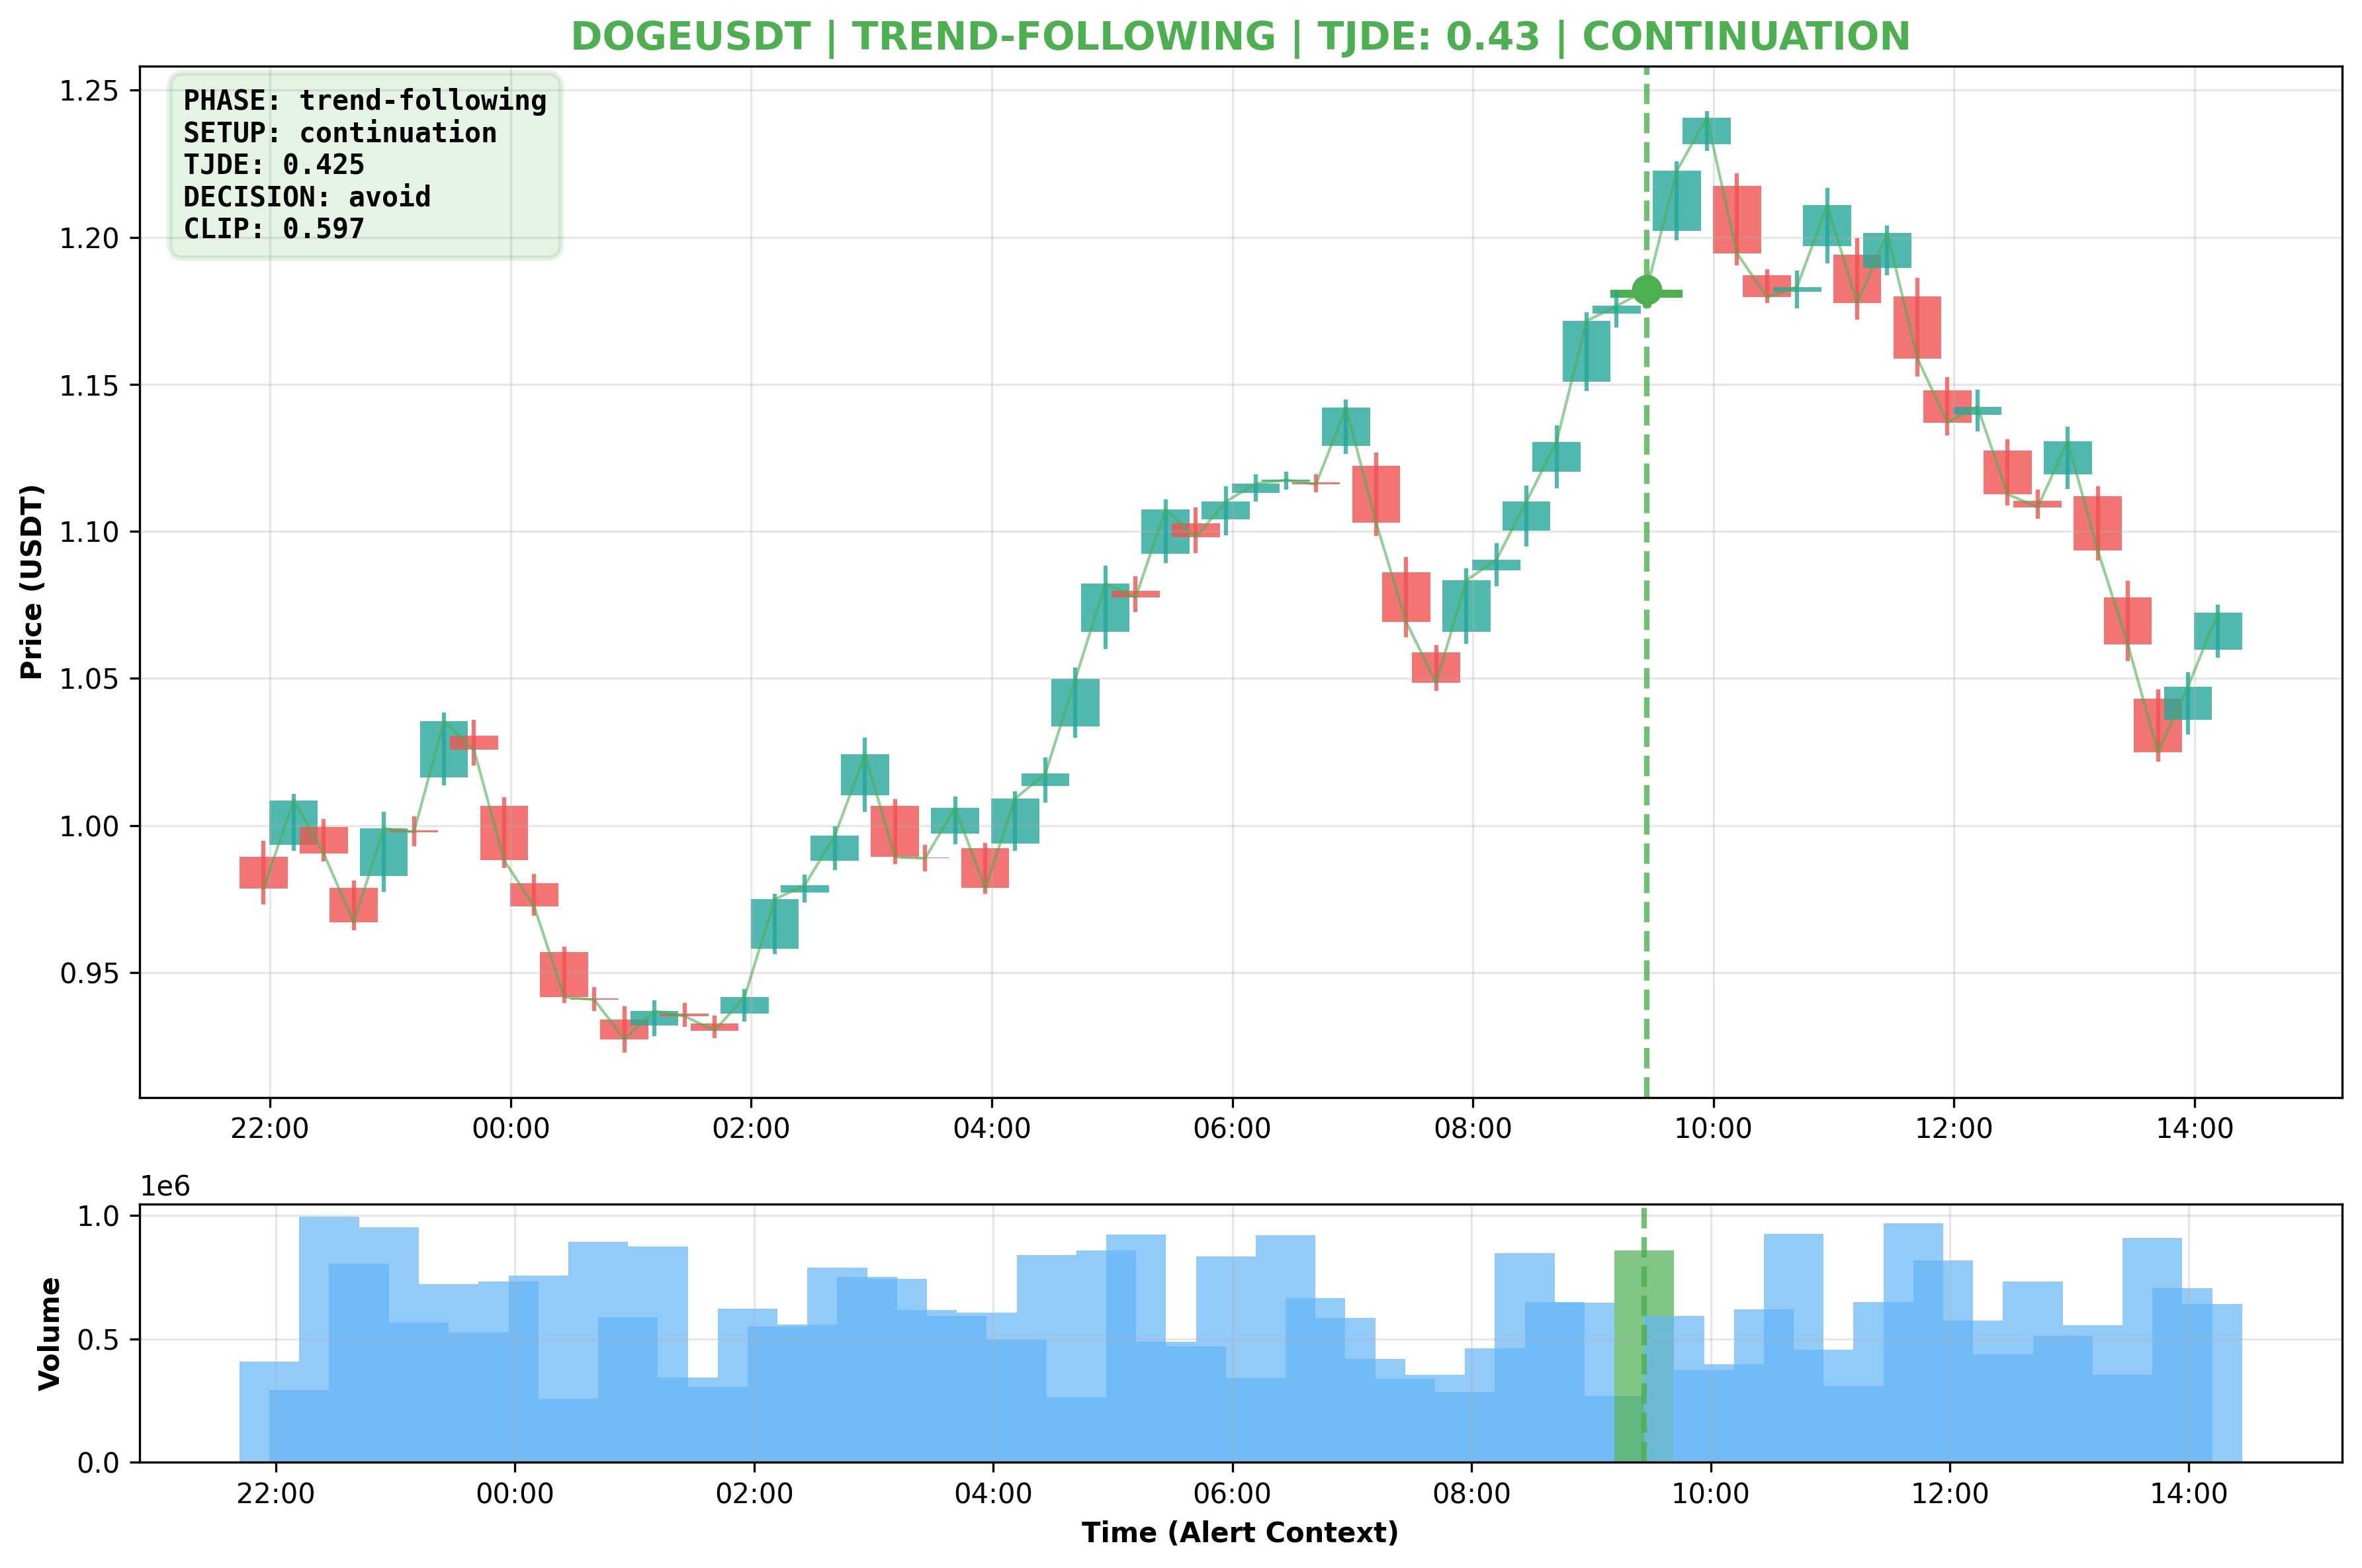 DOGEUSDT | TREND-FOLLOWING | TJDE: 0.43 | CONTINUATION
PHASE: trend-following
SETUP: continuation
TJDE: 0.425
DECISION: avoid
CLIP: 0.597
Price (USDT)
1.25
1.20
1.15
1.10
1.05
1.00
0.95
22:00 00:00 02:00 04:00 06:00 08:00 10:00 12:00 14:00
1e6
Volume
1.0
0.5
0.0
22:00 00:00 02:00 04:00 06:00 08:00 10:00 12:00 14:00
Time (Alert Context)